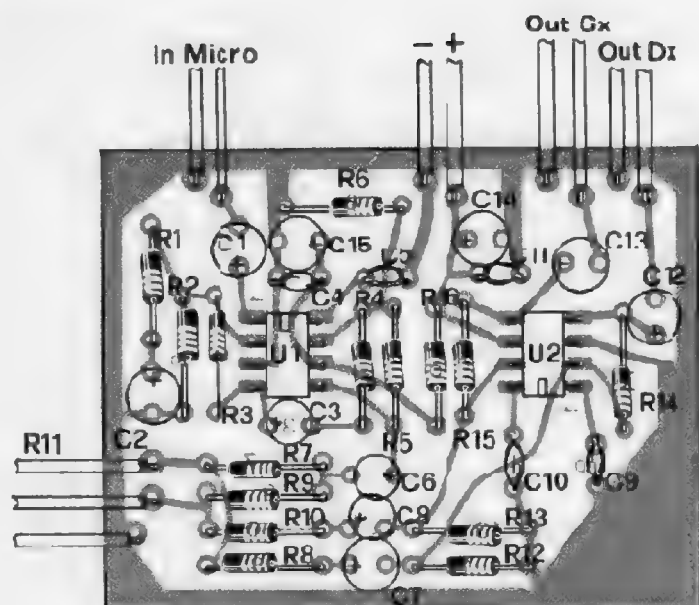 Out Gx
In Micro
- +
Out Dx
R6
C14
R1
C1
C15
C13
R2
C4
R4
C12
U1
U2
R3
C3
R14
R11
C2
R7
R5
R15
R9
C6
C10
C9
R10
C8
R13
R8
R12